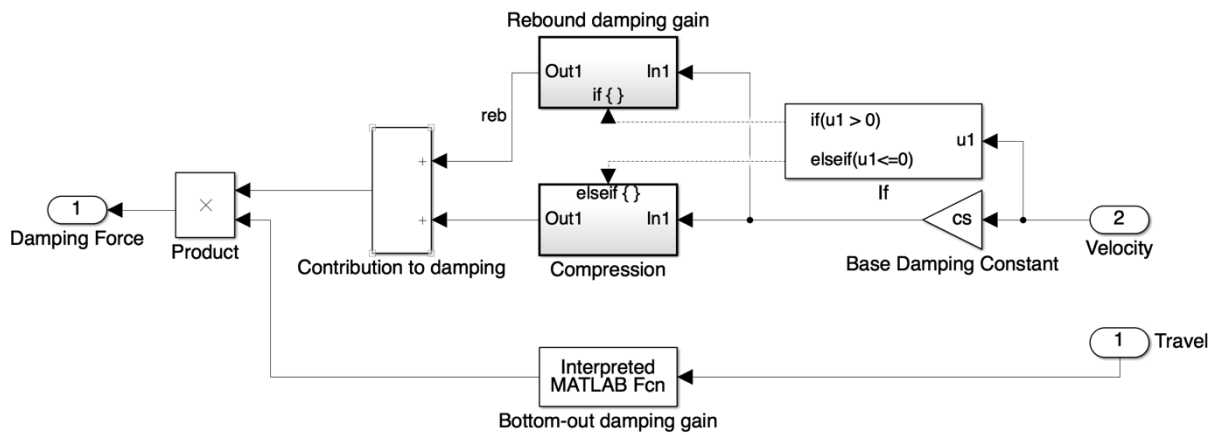 Rebound damping gain
Out1
In1
if { }
reb
if(u1 > 0)
u1
elseif(u1<=0)
If
+
+
elseif { }
Out1
In1
Compression
cs
Base Damping Constant
2
Velocity
1
Damping Force
×
Product
Contribution to damping
1
Travel
Interpreted
MATLAB Fcn
Bottom-out damping gain